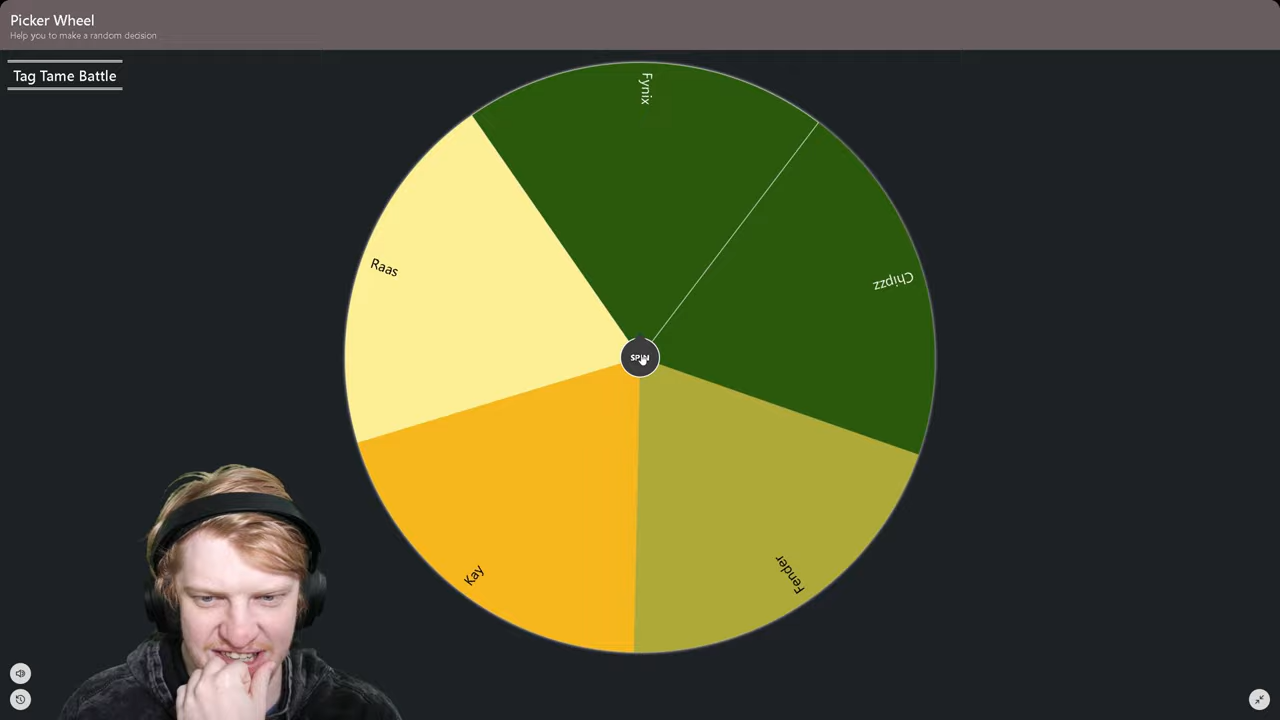 Picker Wheel
Help you to make a random decision
Tag Tame Battle
Fynix
Chipzz
Raas
SPIN
Kay
Fender